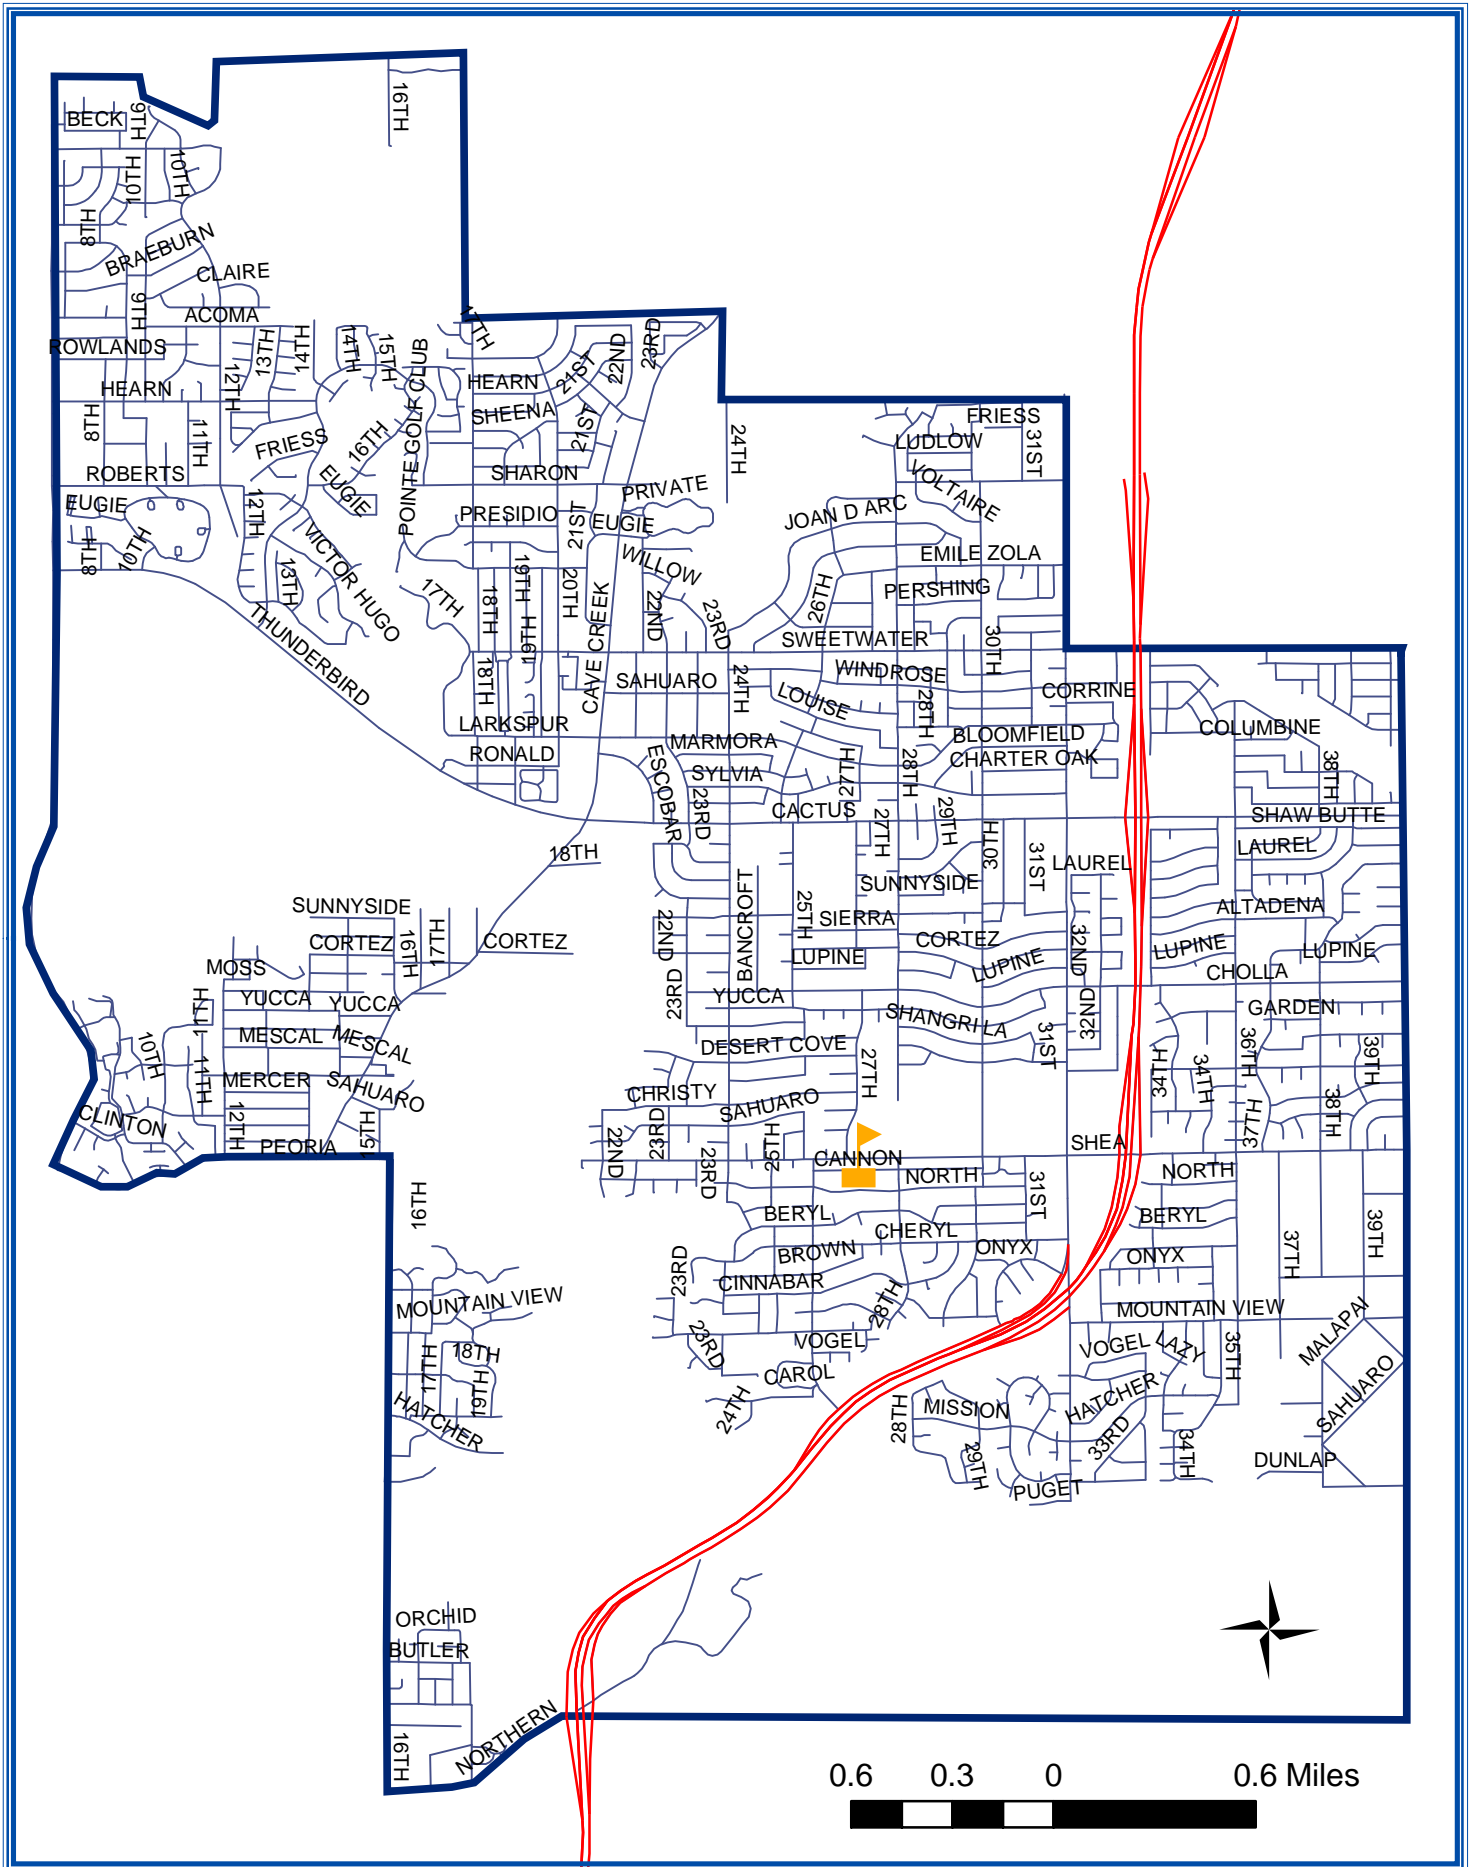 16TH
BECK
9TH
10TH
10TH
8TH
BRAEBURN
CLAIRE
9TH
ACOMA
17TH
ROWLANDS
13TH
14TH
14TH
15TH
POINTE GOLF CLUB
22ND
23RD
HEARN
12TH
HEARN
21ST
8TH
11TH
FRIESS
16TH
SHEENA
21ST
24TH
FRIESS
LUDLOW
31ST
ROBERTS
EUGIE
SHARON
VOLTAIRE
PRIVATE
EUGIE
12TH
PRESIDIO
21ST
EUGIE
JOAN D ARC
8TH
10TH
VICTOR HUGO
WILLOW
EMILE ZOLA
13TH
17TH
18TH
19TH
20TH
22ND
23RD
26TH
PERSHING
THUNDERBIRD
19TH
CAVE CREEK
SWEETWATER
30TH
18TH
SAHUARO
24TH
WINDROSE
LOUISE
28TH
CORRINE
LARKSPUR
MARMORA
BLOOMFIELD
COLUMBINE
RONALD
ESCOBAR
SYLVIA
27TH
28TH
CHARTER OAK
38TH
23RD
CACTUS
29TH
SHAW BUTTE
27TH
30TH
31ST
LAUREL
LAUREL
18TH
SUNNYSIDE
SUNNYSIDE
BANCROFT
25TH
SIERRA
ALTADENA
CORTEZ
16TH
17TH
CORTEZ
22ND
CORTEZ
32ND
LUPINE
LUPINE
MOSS
LUPINE
LUPINE
CHOLLA
YUCCA
YUCCA
23RD
YUCCA
SHANGRI LA
32ND
GARDEN
11TH
MESCAL
MESCAL
DESERT COVE
31ST
36TH
39TH
10TH
11TH
MERCER
SAHUARO
CHRISTY
27TH
34TH
34TH
CLINTON
12TH
15TH
SAHUARO
37TH
38TH
PEORIA
22ND
23RD
25TH
SHEA
23RD
CANNON
NORTH
NORTH
16TH
31ST
BERYL
BERYL
CHERYL
39TH
23RD
BROWN
ONYX
ONYX
37TH
CINNABAR
MOUNTAIN VIEW
28TH
MOUNTAIN VIEW
MALAPAI
18TH
23RD
VOGEL
VOGEL
LAZY
35TH
17TH
19TH
CAROL
SAHUARO
HATCHER
24TH
28TH
MISSION
HATCHER
33RD
29TH
34TH
DUNLAP
PUGET
ORCHID
BUTLER
NORTHERN
16TH
0.6 0.3 0 0.6 Miles